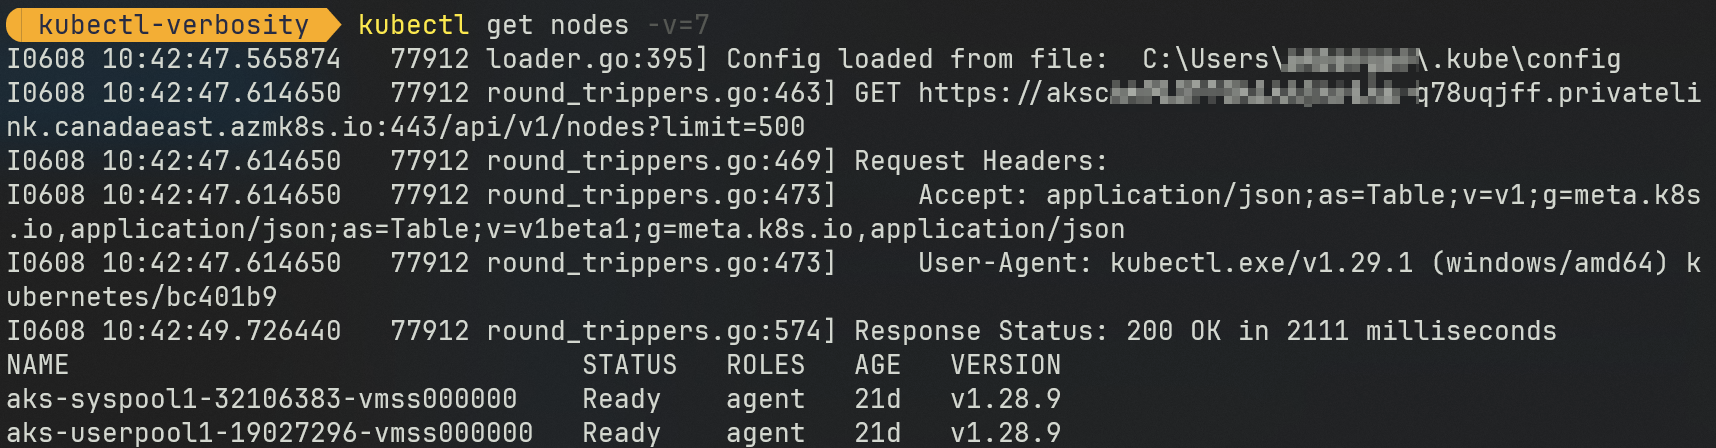 kubectl-verbosity kubectl get nodes -v=7
I0608 10:42:47.565874   77912 loader.go:395] Config loaded from file:  C:\Users\ \.kube\config
I0608 10:42:47.614650   77912 round_trippers.go:463] GET https://aksc q78uqjff.privateli
nk.canadaeast.azmk8s.io:443/api/v1/nodes?limit=500
I0608 10:42:47.614650   77912 round_trippers.go:469] Request Headers:
I0608 10:42:47.614650   77912 round_trippers.go:473]     Accept: application/json;as=Table;v=v1;g=meta.k8s
.io,application/json;as=Table;v=v1beta1;g=meta.k8s.io,application/json
I0608 10:42:47.614650   77912 round_trippers.go:473]     User-Agent: kubectl.exe/v1.29.1 (windows/amd64) k
ubernetes/bc401b9
I0608 10:42:49.726440   77912 round_trippers.go:574] Response Status: 200 OK in 2111 milliseconds
NAME                                STATUS   ROLES   AGE   VERSION
aks-syspool1-32106383-vmss000000    Ready    agent   21d   v1.28.9
aks-userpool1-19027296-vmss000000   Ready    agent   21d   v1.28.9